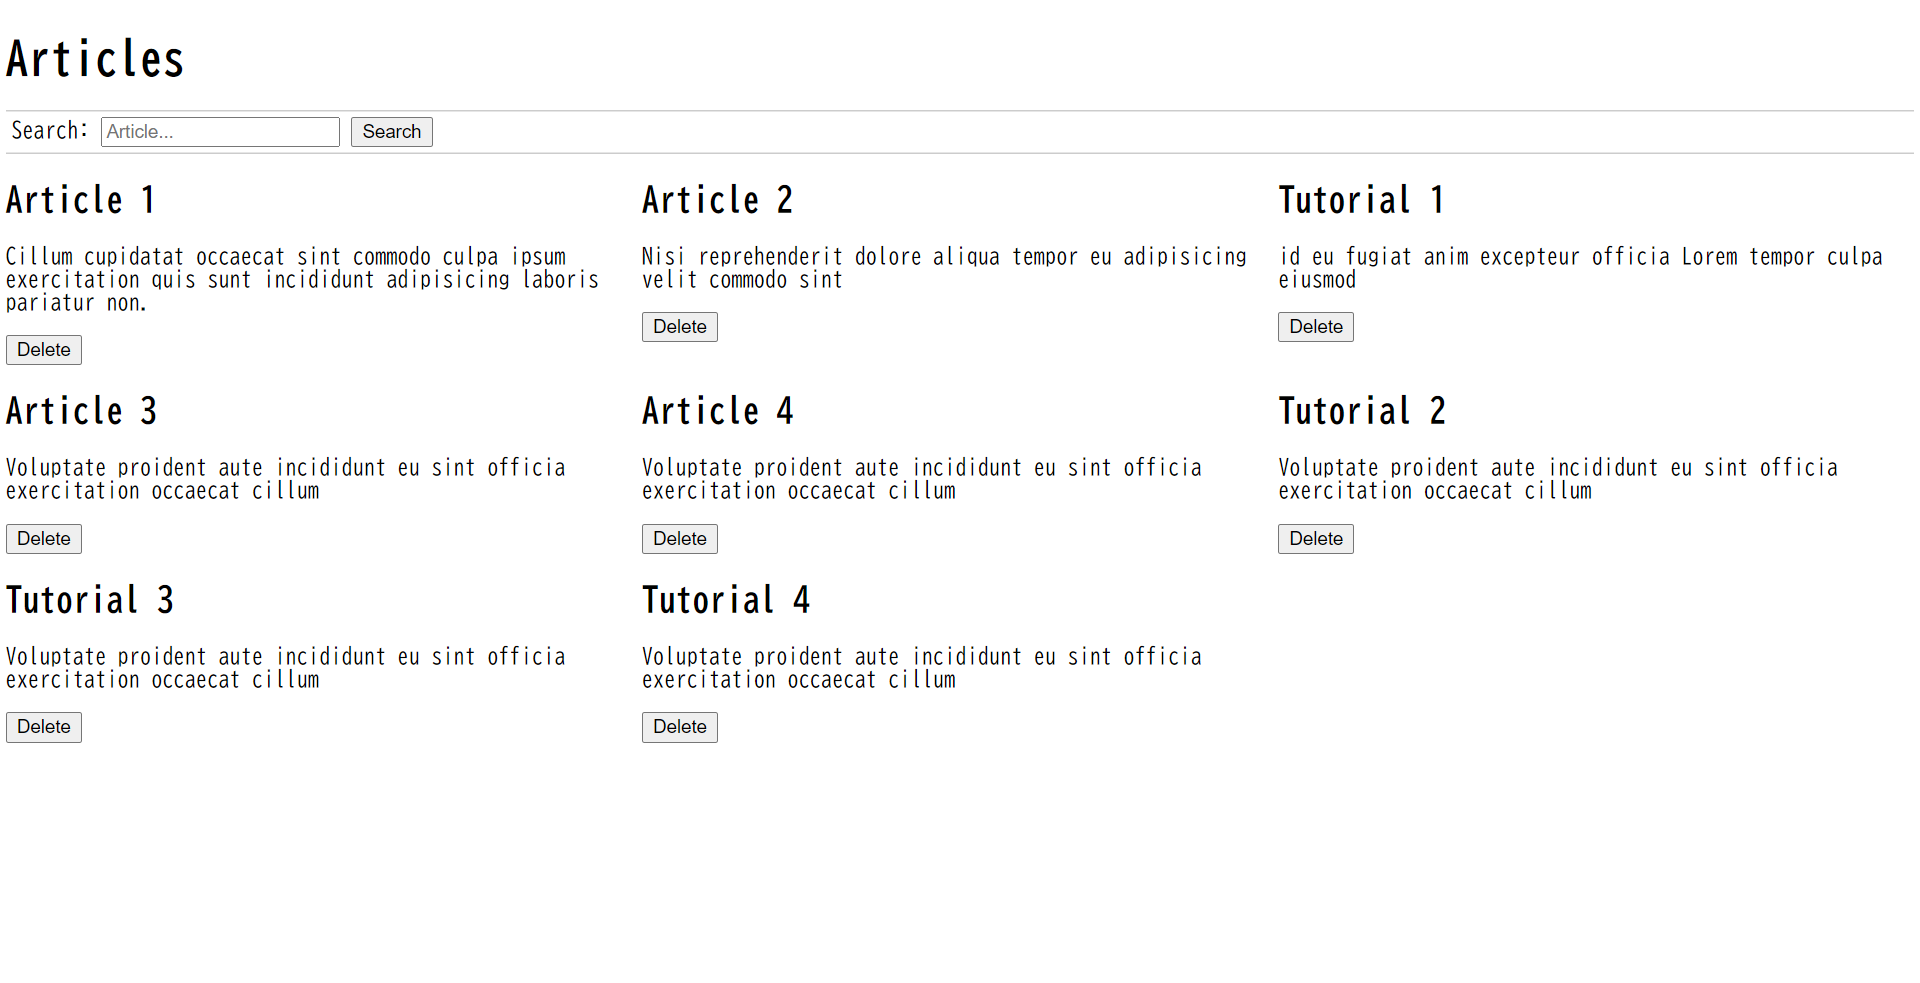 Articles
Search: Article... Search
Article 1
Cillum cupidatat occaecat sint commodo culpa ipsum
exercitation quis sunt incididunt adipisicing laboris
pariatur non.
Delete
Article 2
Nisi reprehenderit dolore aliqua tempor eu adipisicing
velit commodo sint
Delete
Tutorial 1
id eu fugiat anim excepteur officia Lorem tempor culpa
eiusmod
Delete
Article 3
Voluptate proident aute incididunt eu sint officia
exercitation occaecat cillum
Delete
Article 4
Voluptate proident aute incididunt eu sint officia
exercitation occaecat cillum
Delete
Tutorial 2
Voluptate proident aute incididunt eu sint officia
exercitation occaecat cillum
Delete
Tutorial 3
Voluptate proident aute incididunt eu sint officia
exercitation occaecat cillum
Delete
Tutorial 4
Voluptate proident aute incididunt eu sint officia
exercitation occaecat cillum
Delete